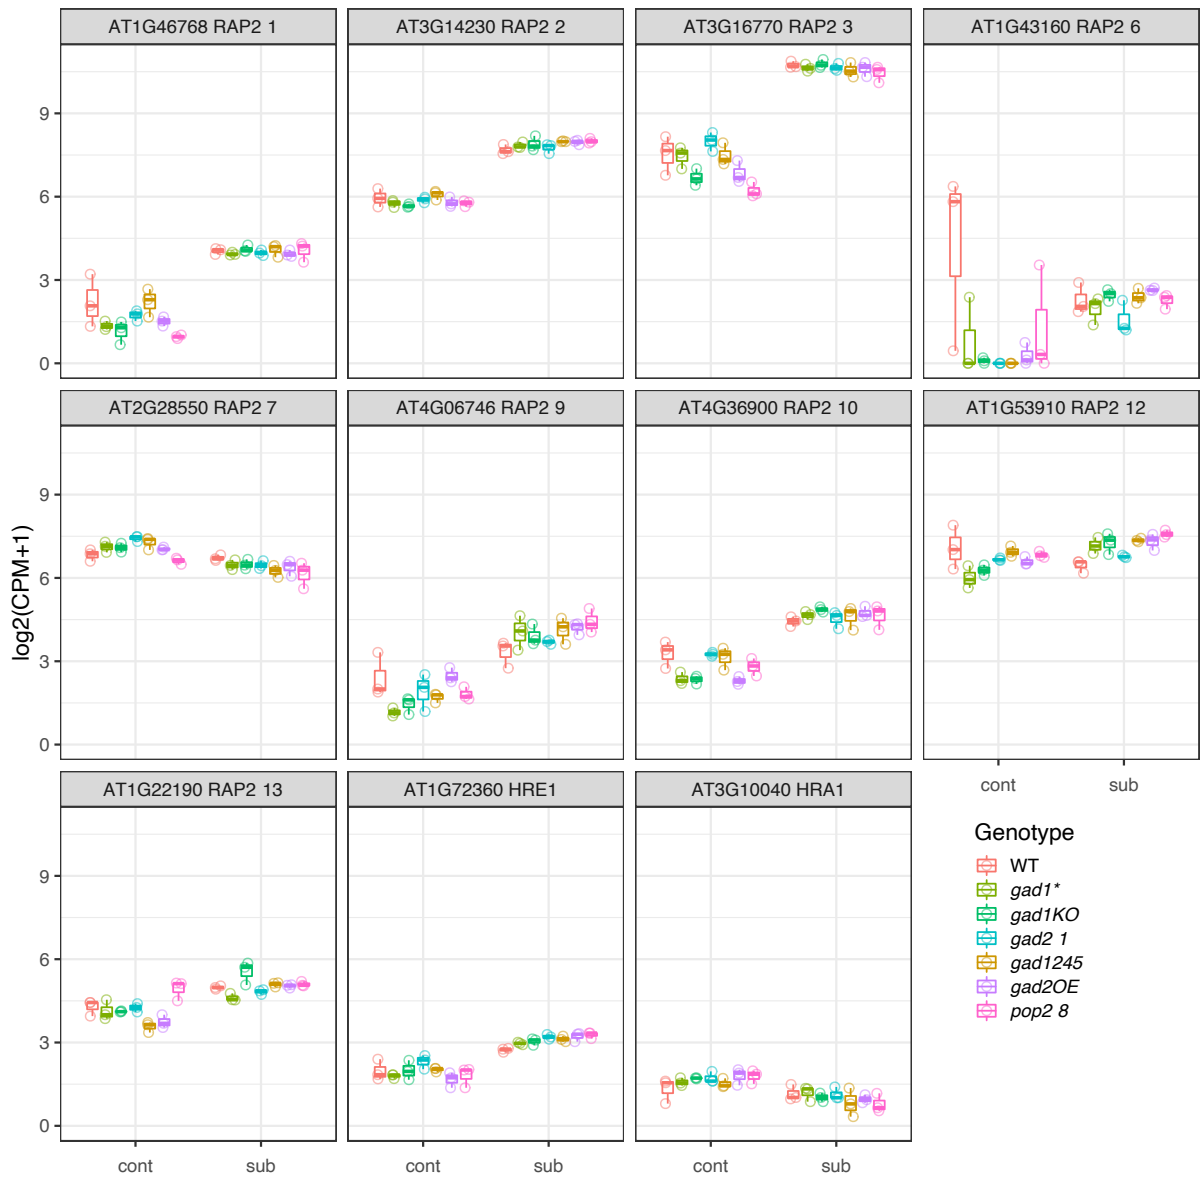 AT1G46768 RAP2 1
AT3G14230 RAP2 2
AT3G16770 RAP2 3
AT1G43160 RAP2 6
9
6
3
0
AT2G28550 RAP2 7
AT4G06746 RAP2 9
AT4G36900 RAP2 10
AT1G53910 RAP2 12
log2(CPM+1)
9
6
3
0
cont
sub
AT1G22190 RAP2 13
AT1G72360 HRE1
AT3G10040 HRA1
9
6
3
0
cont
sub
cont
sub
cont
sub
Genotype
WT
gad1*
gad1KO
gad2 1
gad1245
gad2OE
pop2 8